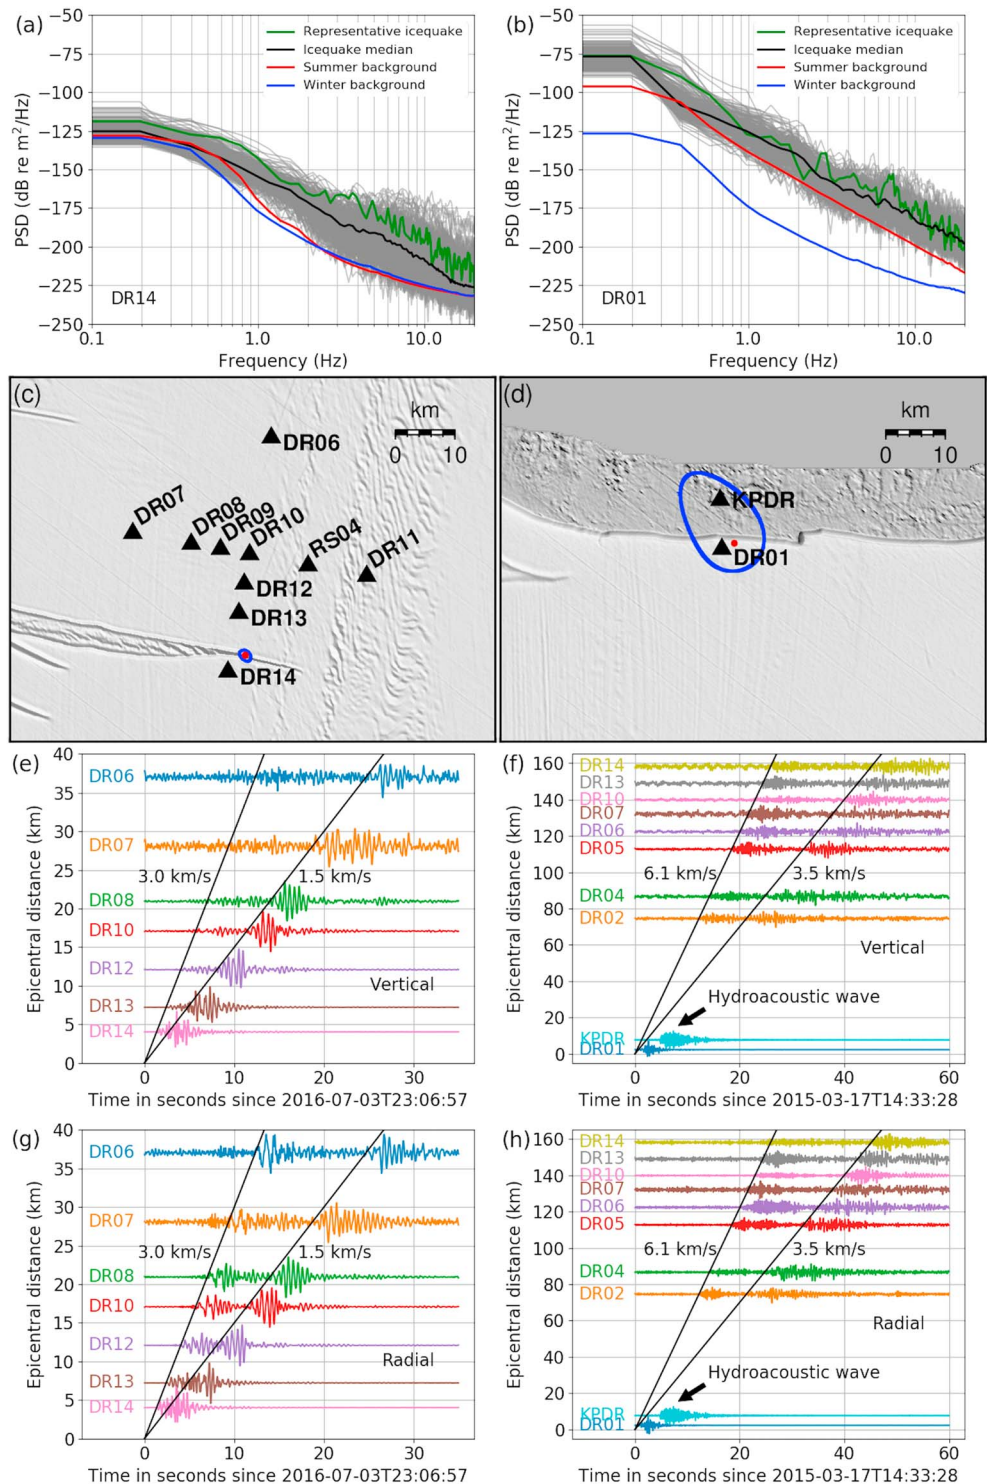 (a)
−50
−75
−100
−125
−150
−175
−200
−225
−250
PSD (dB re m²/Hz)
Representative icequake
Icequake median
Summer background
Winter background
DR14
0.1
1.0
10.0
Frequency (Hz)
(b)
−50
−75
−100
−125
−150
−175
−200
−225
−250
PSD (dB re m²/Hz)
Representative icequake
Icequake median
Summer background
Winter background
DR01
0.1
1.0
10.0
Frequency (Hz)
(c)
km
0 10
DR06
DR07
DR08
DR09
DR10
RS04
DR11
DR12
DR13
DR14
(d)
km
0 10
KPDR
DR01
(e)
40
35
30
25
20
15
10
5
0
Epicentral distance (km)
DR06
DR07
3.0 km/s
1.5 km/s
DR08
DR10
DR12
Vertical
DR13
DR14
0
10
20
30
Time in seconds since 2016-07-03T23:06:57
(f)
160
140
120
100
80
60
40
20
0
Epicentral distance (km)
DR14
DR13
DR10
DR07
DR06
DR05
6.1 km/s
3.5 km/s
DR04
DR02
Vertical
Hydroacoustic wave
KPDR
DR01
0
20
40
60
Time in seconds since 2015-03-17T14:33:28
(g)
40
35
30
25
20
15
10
5
0
Epicentral distance (km)
DR06
DR07
3.0 km/s
1.5 km/s
DR08
DR10
DR12
Radial
DR13
DR14
0
10
20
30
Time in seconds since 2016-07-03T23:06:57
(h)
160
140
120
100
80
60
40
20
0
Epicentral distance (km)
DR14
DR13
DR10
DR07
DR06
DR05
6.1 km/s
3.5 km/s
DR04
DR02
Radial
Hydroacoustic wave
KPDR
DR01
0
20
40
60
Time in seconds since 2015-03-17T14:33:28